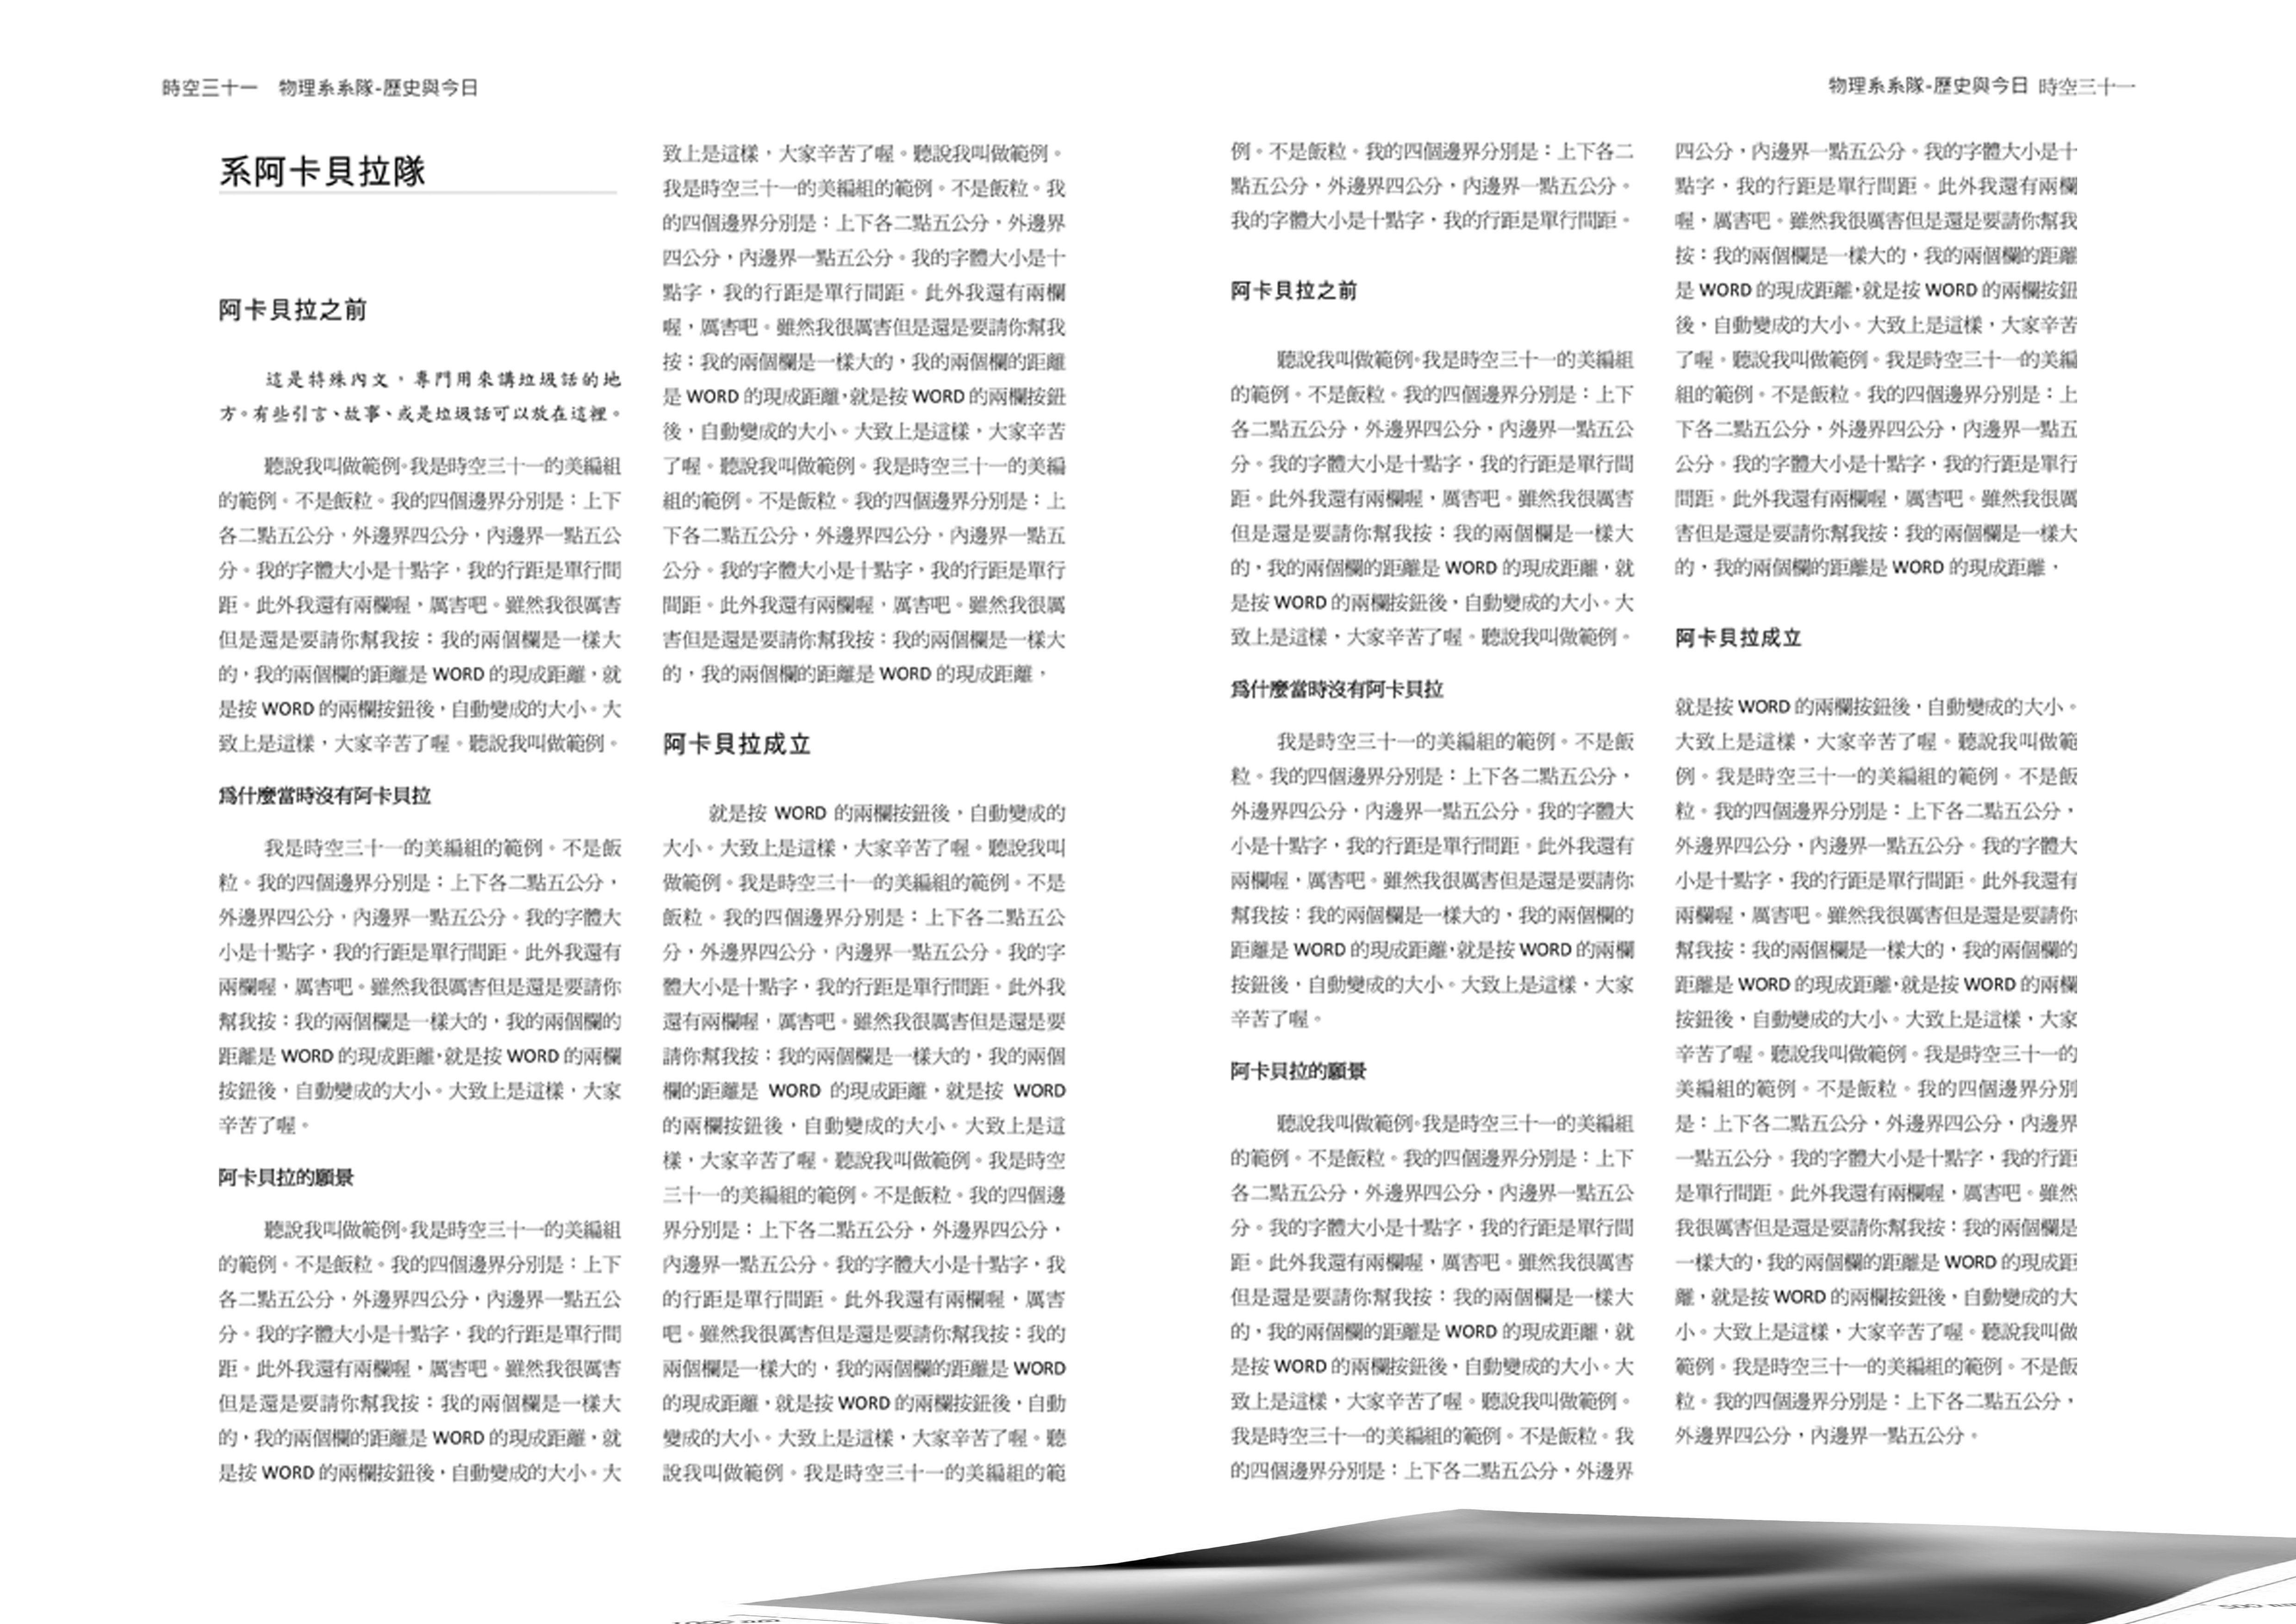 時空三十一　物理系系隊-歷史與今日
系阿卡貝拉隊
阿卡貝拉之前
這是特殊內文，專門用來講垃圾話的地
方。有些引言、故事、或是垃圾話可以放在這裡。
聽說我叫做範例。我是時空三十一的美編組
的範例。不是飯粒。我的四個邊界分別是：上下
各二點五公分，外邊界四公分，內邊界一點五公
分。我的字體大小是十點字，我的行距是單行間
距。此外我還有兩欄喔，厲害吧。雖然我很厲害
但是還是要請你幫我按：我的兩個欄是一樣大
的，我的兩個欄的距離是 WORD 的現成距離，就
是按 WORD 的兩欄按鈕後，自動變成的大小。大
致上是這樣，大家辛苦了喔。聽說我叫做範例。
為什麼當時沒有阿卡貝拉
我是時空三十一的美編組的範例。不是飯
粒。我的四個邊界分別是：上下各二點五公分，
外邊界四公分，內邊界一點五公分。我的字體大
小是十點字，我的行距是單行間距。此外我還有
兩欄喔，厲害吧。雖然我很厲害但是還是要請你
幫我按：我的兩個欄是一樣大的，我的兩個欄的
距離是 WORD 的現成距離，就是按 WORD 的兩欄
按鈕後，自動變成的大小。大致上是這樣，大家
辛苦了喔。
阿卡貝拉的願景
聽說我叫做範例。我是時空三十一的美編組
的範例。不是飯粒。我的四個邊界分別是：上下
各二點五公分，外邊界四公分，內邊界一點五公
分。我的字體大小是十點字，我的行距是單行間
距。此外我還有兩欄喔，厲害吧。雖然我很厲害
但是還是要請你幫我按：我的兩個欄是一樣大
的，我的兩個欄的距離是 WORD 的現成距離，就
是按 WORD 的兩欄按鈕後，自動變成的大小。大
致上是這樣，大家辛苦了喔。聽說我叫做範例。
我是時空三十一的美編組的範例。不是飯粒。我
的四個邊界分別是：上下各二點五公分，外邊界
四公分，內邊界一點五公分。我的字體大小是十
點字，我的行距是單行間距。此外我還有兩欄
喔，厲害吧。雖然我很厲害但是還是要請你幫我
按：我的兩個欄是一樣大的，我的兩個欄的距離
是 WORD 的現成距離，就是按 WORD 的兩欄按鈕
後，自動變成的大小。大致上是這樣，大家辛苦
了喔。聽說我叫做範例。我是時空三十一的美編
組的範例。不是飯粒。我的四個邊界分別是：上
下各二點五公分，外邊界四公分，內邊界一點五
公分。我的字體大小是十點字，我的行距是單行
間距。此外我還有兩欄喔，厲害吧。雖然我很厲
害但是還是要請你幫我按：我的兩個欄是一樣大
的，我的兩個欄的距離是 WORD 的現成距離，
阿卡貝拉成立
就是按 WORD 的兩欄按鈕後，自動變成的
大小。大致上是這樣，大家辛苦了喔。聽說我叫
做範例。我是時空三十一的美編組的範例。不是
飯粒。我的四個邊界分別是：上下各二點五公
分，外邊界四公分，內邊界一點五公分。我的字
體大小是十點字，我的行距是單行間距。此外我
還有兩欄喔，厲害吧。雖然我很厲害但是還是要
請你幫我按：我的兩個欄是一樣大的，我的兩個
欄的距離是 WORD 的現成距離，就是按 WORD
的兩欄按鈕後，自動變成的大小。大致上是這
樣，大家辛苦了喔。聽說我叫做範例。我是時空
三十一的美編組的範例。不是飯粒。我的四個邊
界分別是：上下各二點五公分，外邊界四公分，
內邊界一點五公分。我的字體大小是十點字，我
的行距是單行間距。此外我還有兩欄喔，厲害
吧。雖然我很厲害但是還是要請你幫我按：我的
兩個欄是一樣大的，我的兩個欄的距離是 WORD
的現成距離，就是按 WORD 的兩欄按鈕後，自動
變成的大小。大致上是這樣，大家辛苦了喔。聽
說我叫做範例。我是時空三十一的美編組的範
物理系系隊-歷史與今日 時空三十一
例。不是飯粒。我的四個邊界分別是：上下各二
點五公分，外邊界四公分，內邊界一點五公分。
我的字體大小是十點字，我的行距是單行間距。
阿卡貝拉之前
聽說我叫做範例。我是時空三十一的美編組
的範例。不是飯粒。我的四個邊界分別是：上下
各二點五公分，外邊界四公分，內邊界一點五公
分。我的字體大小是十點字，我的行距是單行間
距。此外我還有兩欄喔，厲害吧。雖然我很厲害
但是還是要請你幫我按：我的兩個欄是一樣大
的，我的兩個欄的距離是 WORD 的現成距離，就
是按 WORD 的兩欄按鈕後，自動變成的大小。大
致上是這樣，大家辛苦了喔。聽說我叫做範例。
為什麼當時沒有阿卡貝拉
我是時空三十一的美編組的範例。不是飯
粒。我的四個邊界分別是：上下各二點五公分，
外邊界四公分，內邊界一點五公分。我的字體大
小是十點字，我的行距是單行間距。此外我還有
兩欄喔，厲害吧。雖然我很厲害但是還是要請你
幫我按：我的兩個欄是一樣大的，我的兩個欄的
距離是 WORD 的現成距離，就是按 WORD 的兩欄
按鈕後，自動變成的大小。大致上是這樣，大家
辛苦了喔。
阿卡貝拉的願景
聽說我叫做範例。我是時空三十一的美編組
的範例。不是飯粒。我的四個邊界分別是：上下
各二點五公分，外邊界四公分，內邊界一點五公
分。我的字體大小是十點字，我的行距是單行間
距。此外我還有兩欄喔，厲害吧。雖然我很厲害
但是還是要請你幫我按：我的兩個欄是一樣大
的，我的兩個欄的距離是 WORD 的現成距離，就
是按 WORD 的兩欄按鈕後，自動變成的大小。大
致上是這樣，大家辛苦了喔。聽說我叫做範例。
我是時空三十一的美編組的範例。不是飯粒。我
的四個邊界分別是：上下各二點五公分，外邊界
四公分，內邊界一點五公分。我的字體大小是十
點字，我的行距是單行間距。此外我還有兩欄
喔，厲害吧。雖然我很厲害但是還是要請你幫我
按：我的兩個欄是一樣大的，我的兩個欄的距離
是 WORD 的現成距離，就是按 WORD 的兩欄按鈕
後，自動變成的大小。大致上是這樣，大家辛苦
了喔。聽說我叫做範例。我是時空三十一的美編
組的範例。不是飯粒。我的四個邊界分別是：上
下各二點五公分，外邊界四公分，內邊界一點五
公分。我的字體大小是十點字，我的行距是單行
間距。此外我還有兩欄喔，厲害吧。雖然我很厲
害但是還是要請你幫我按：我的兩個欄是一樣大
的，我的兩個欄的距離是 WORD 的現成距離，
阿卡貝拉成立
就是按 WORD 的兩欄按鈕後，自動變成的大小。
大致上是這樣，大家辛苦了喔。聽說我叫做範
例。我是時空三十一的美編組的範例。不是飯
粒。我的四個邊界分別是：上下各二點五公分，
外邊界四公分，內邊界一點五公分。我的字體大
小是十點字，我的行距是單行間距。此外我還有
兩欄喔，厲害吧。雖然我很厲害但是還是要請你
幫我按：我的兩個欄是一樣大的，我的兩個欄的
距離是 WORD 的現成距離，就是按 WORD 的兩欄
按鈕後，自動變成的大小。大致上是這樣，大家
辛苦了喔。聽說我叫做範例。我是時空三十一的
美編組的範例。不是飯粒。我的四個邊界分別
是：上下各二點五公分，外邊界四公分，內邊界
一點五公分。我的字體大小是十點字，我的行距
是單行間距。此外我還有兩欄喔，厲害吧。雖然
我很厲害但是還是要請你幫我按：我的兩個欄是
一樣大的，我的兩個欄的距離是 WORD 的現成距
離，就是按 WORD 的兩欄按鈕後，自動變成的大
小。大致上是這樣，大家辛苦了喔。聽說我叫做
範例。我是時空三十一的美編組的範例。不是飯
粒。我的四個邊界分別是：上下各二點五公分，
外邊界四公分，內邊界一點五公分。